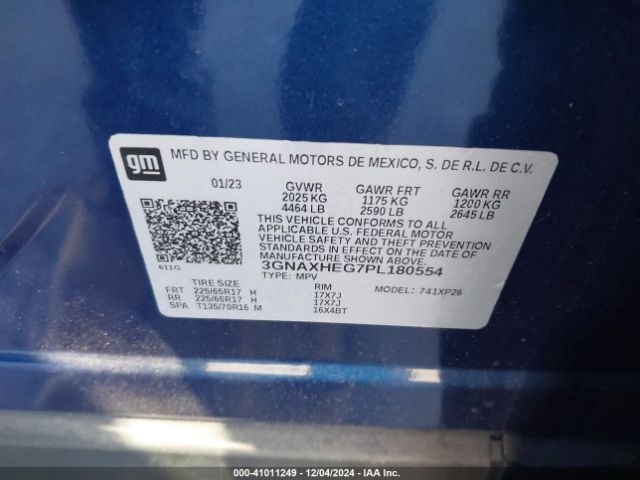 gm
MFD BY GENERAL MOTORS DE MEXICO, S. DE R.L. DE C.V.
01/23 GVWR GAWR FRT GAWR RR
2025 KG 1175 KG 1200 KG
4464 LB 2590 LB 2645 LB
THIS VEHICLE CONFORMS TO ALL
APPLICABLE U.S. FEDERAL MOTOR
VEHICLE SAFETY AND THEFT
PREVENTION STANDARDS IN EFFECT ON
THE DATE OF MANUFACTURE SHOWN ABOVE.
3GNAXHEG7PL180554
611G TYPE: MPV
TIRE SIZE RIM MODEL: 741XP26
FRT 225/65R17 H 17X7J
RR 225/65R17 H 17X7J
SPA T135/70R16 M 16X4BT
000-41011249 - 12/04/2024 - IAA Inc.